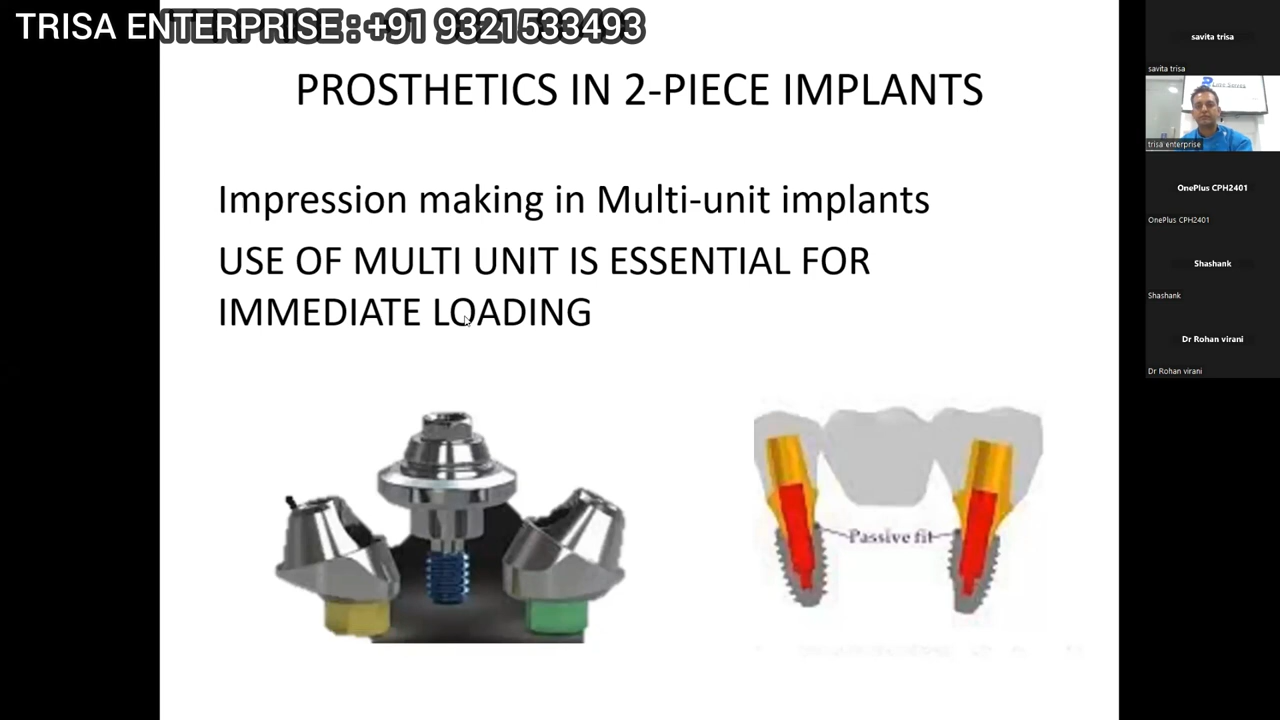 TRISA ENTERPRISE : +91 9321533493
PROSTHETICS IN 2-PIECE IMPLANTS
Impression making in Multi-unit implants
USE OF MULTI UNIT IS ESSENTIAL FOR
IMMEDIATE LOADING
Passive fit
savita trisa
savita trisa
trisa enterprise
OnePlus CPH2401
OnePlus CPH2401
Shashank
Shashank
Dr Rohan virani
Dr Rohan virani